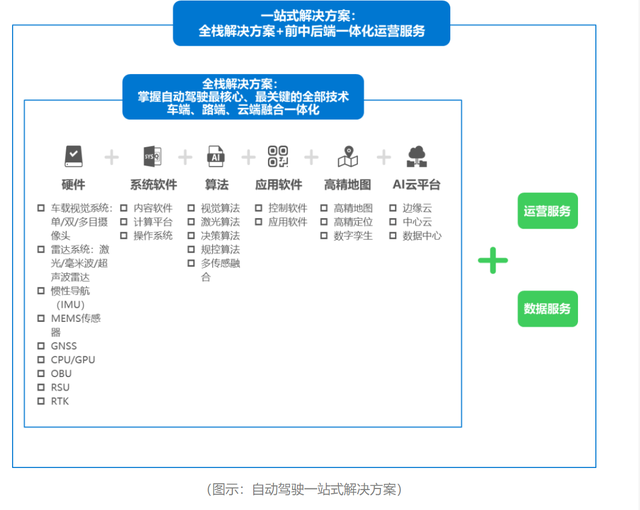 一站式解决方案：
全栈解决方案+前中后端一体化运营服务
全栈解决方案：
掌握自动驾驶最核心、最关键的全部技术
车端、路端、云端融合一体化
SYS
AI
硬件
系统软件
算法
应用软件
高精地图
AI云平台
车载视觉系统：
单/双/多目摄
像头
雷达系统：激
光/毫米波/超
声波雷达
惯性导航
（IMU）
MEMS传感
器
GNSS
CPU/GPU
OBU
RSU
RTK
内容软件
计算平台
操作系统
视觉算法
激光算法
决策算法
规控算法
多传感融
合
控制软件
应用软件
高精地图
高精定位
数字孪生
边缘云
中心云
数据中心
运营服务
数据服务
（图示：自动驾驶一站式解决方案）